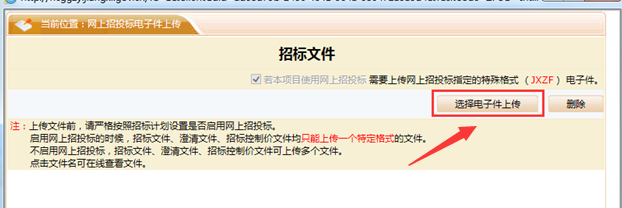 当前位置：网上招投标电子件上传
招标文件
若本项目使用网上招投标 需要上传网上招投标指定的特殊格式（JXZF）电子件。
选择电子件上传 删除
注：上传文件前，请严格按照招标计划设置是否启用网上招投标。
启用网上招投标的时候，招标文件、澄清文件、招标控制价文件均只能上传一个特定格式的文件。
不启用网上招投标，招标文件、澄清文件、招标控制价文件可上传多个文件。
点击文件名可在线查看文件。